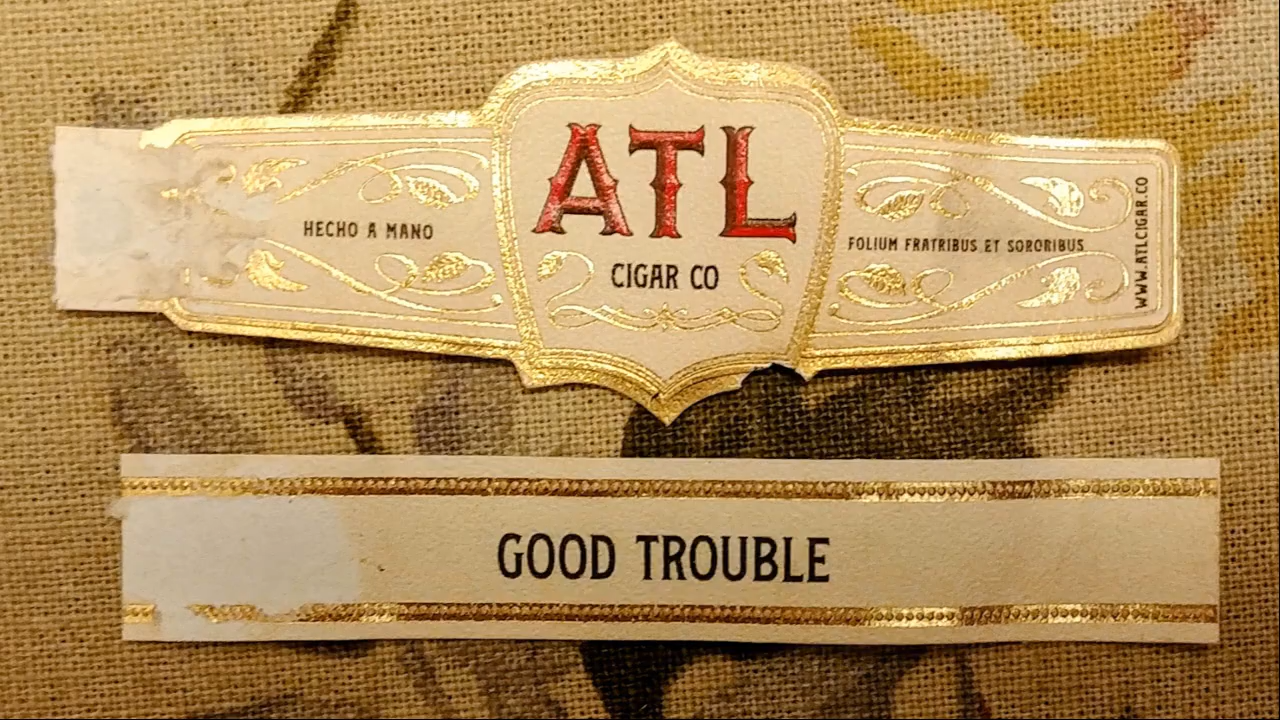 ATL
CIGAR CO
HECHO A MANO
FOLIUM FRATRIBUS ET SORORIBUS
WWW.ATLCIGAR.CO
GOOD TROUBLE